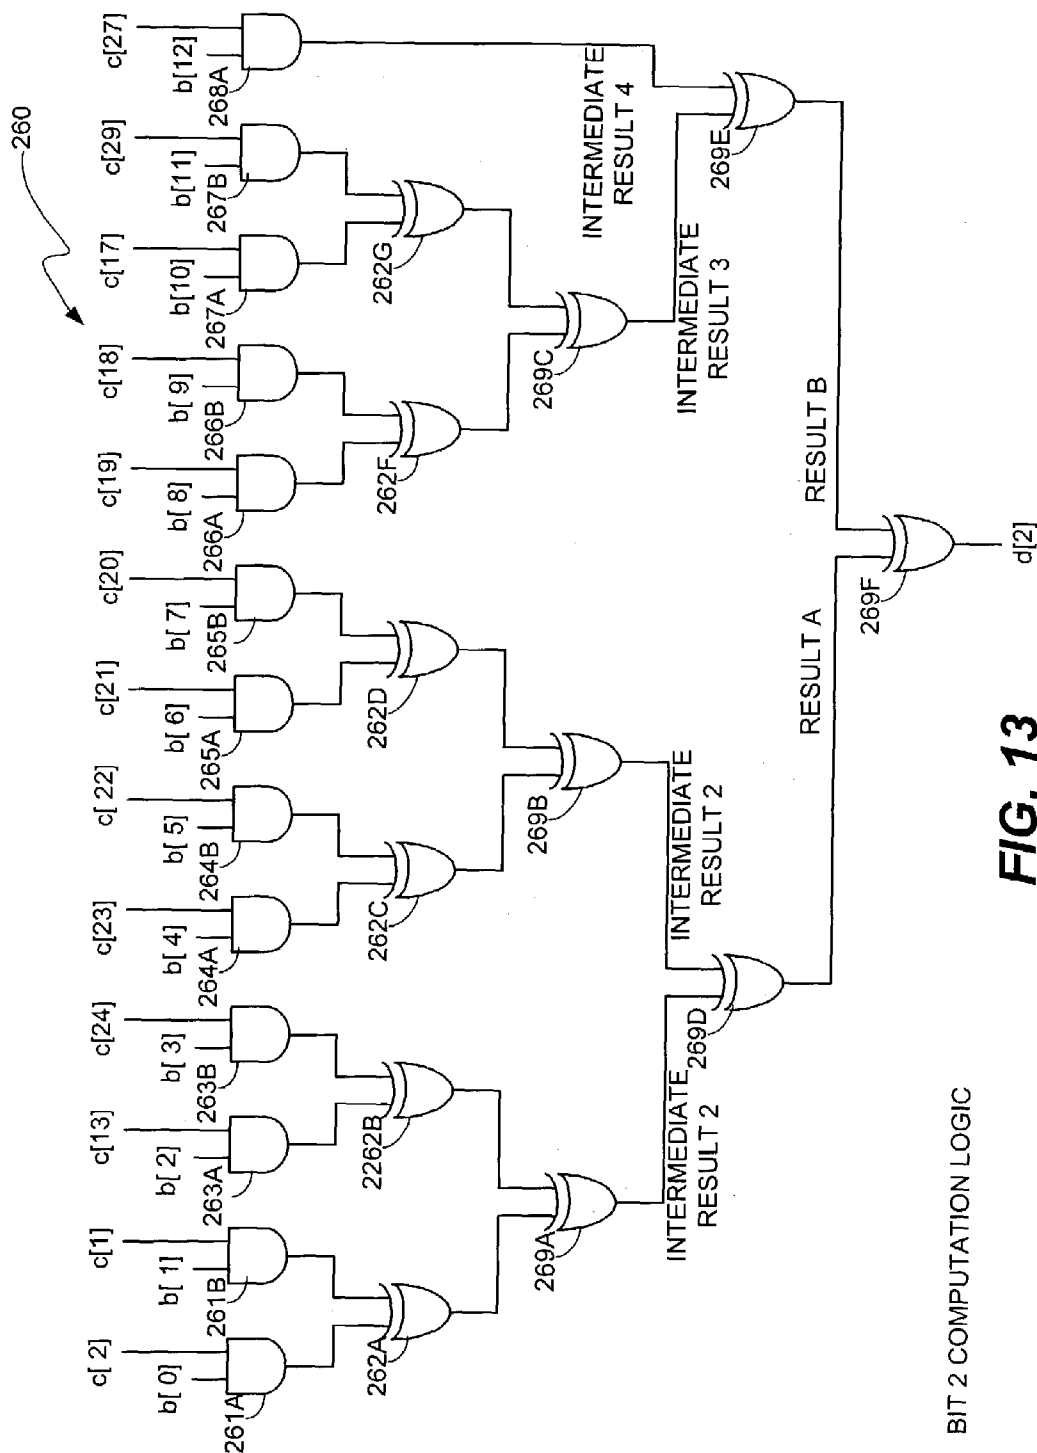 260
c[ 2]
c[1]
c[13]
c[24]
c[23]
c[ 22]
c[21]
c[20]
c[19]
c[18]
c[17]
c[29]
c[27]
b[ 0]
b[ 1]
b[ 2]
b[ 3]
b[ 4]
b[ 5]
b[ 6]
b[ 7]
b[ 8]
b[ 9]
b[10]
b[11]
b[12]
261A
261B
263A
263B
264A
264B
265A
265B
266A
266B
267A
267B
268A
262A
2262B
262C
262D
262F
262G
269A
269B
269C
INTERMEDIATE
RESULT 4
INTERMEDIATE
RESULT 2
INTERMEDIATE
RESULT 2
INTERMEDIATE
RESULT 3
269D
269E
RESULT A
RESULT B
269F
d[2]
BIT 2 COMPUTATION LOGIC
FIG. 13